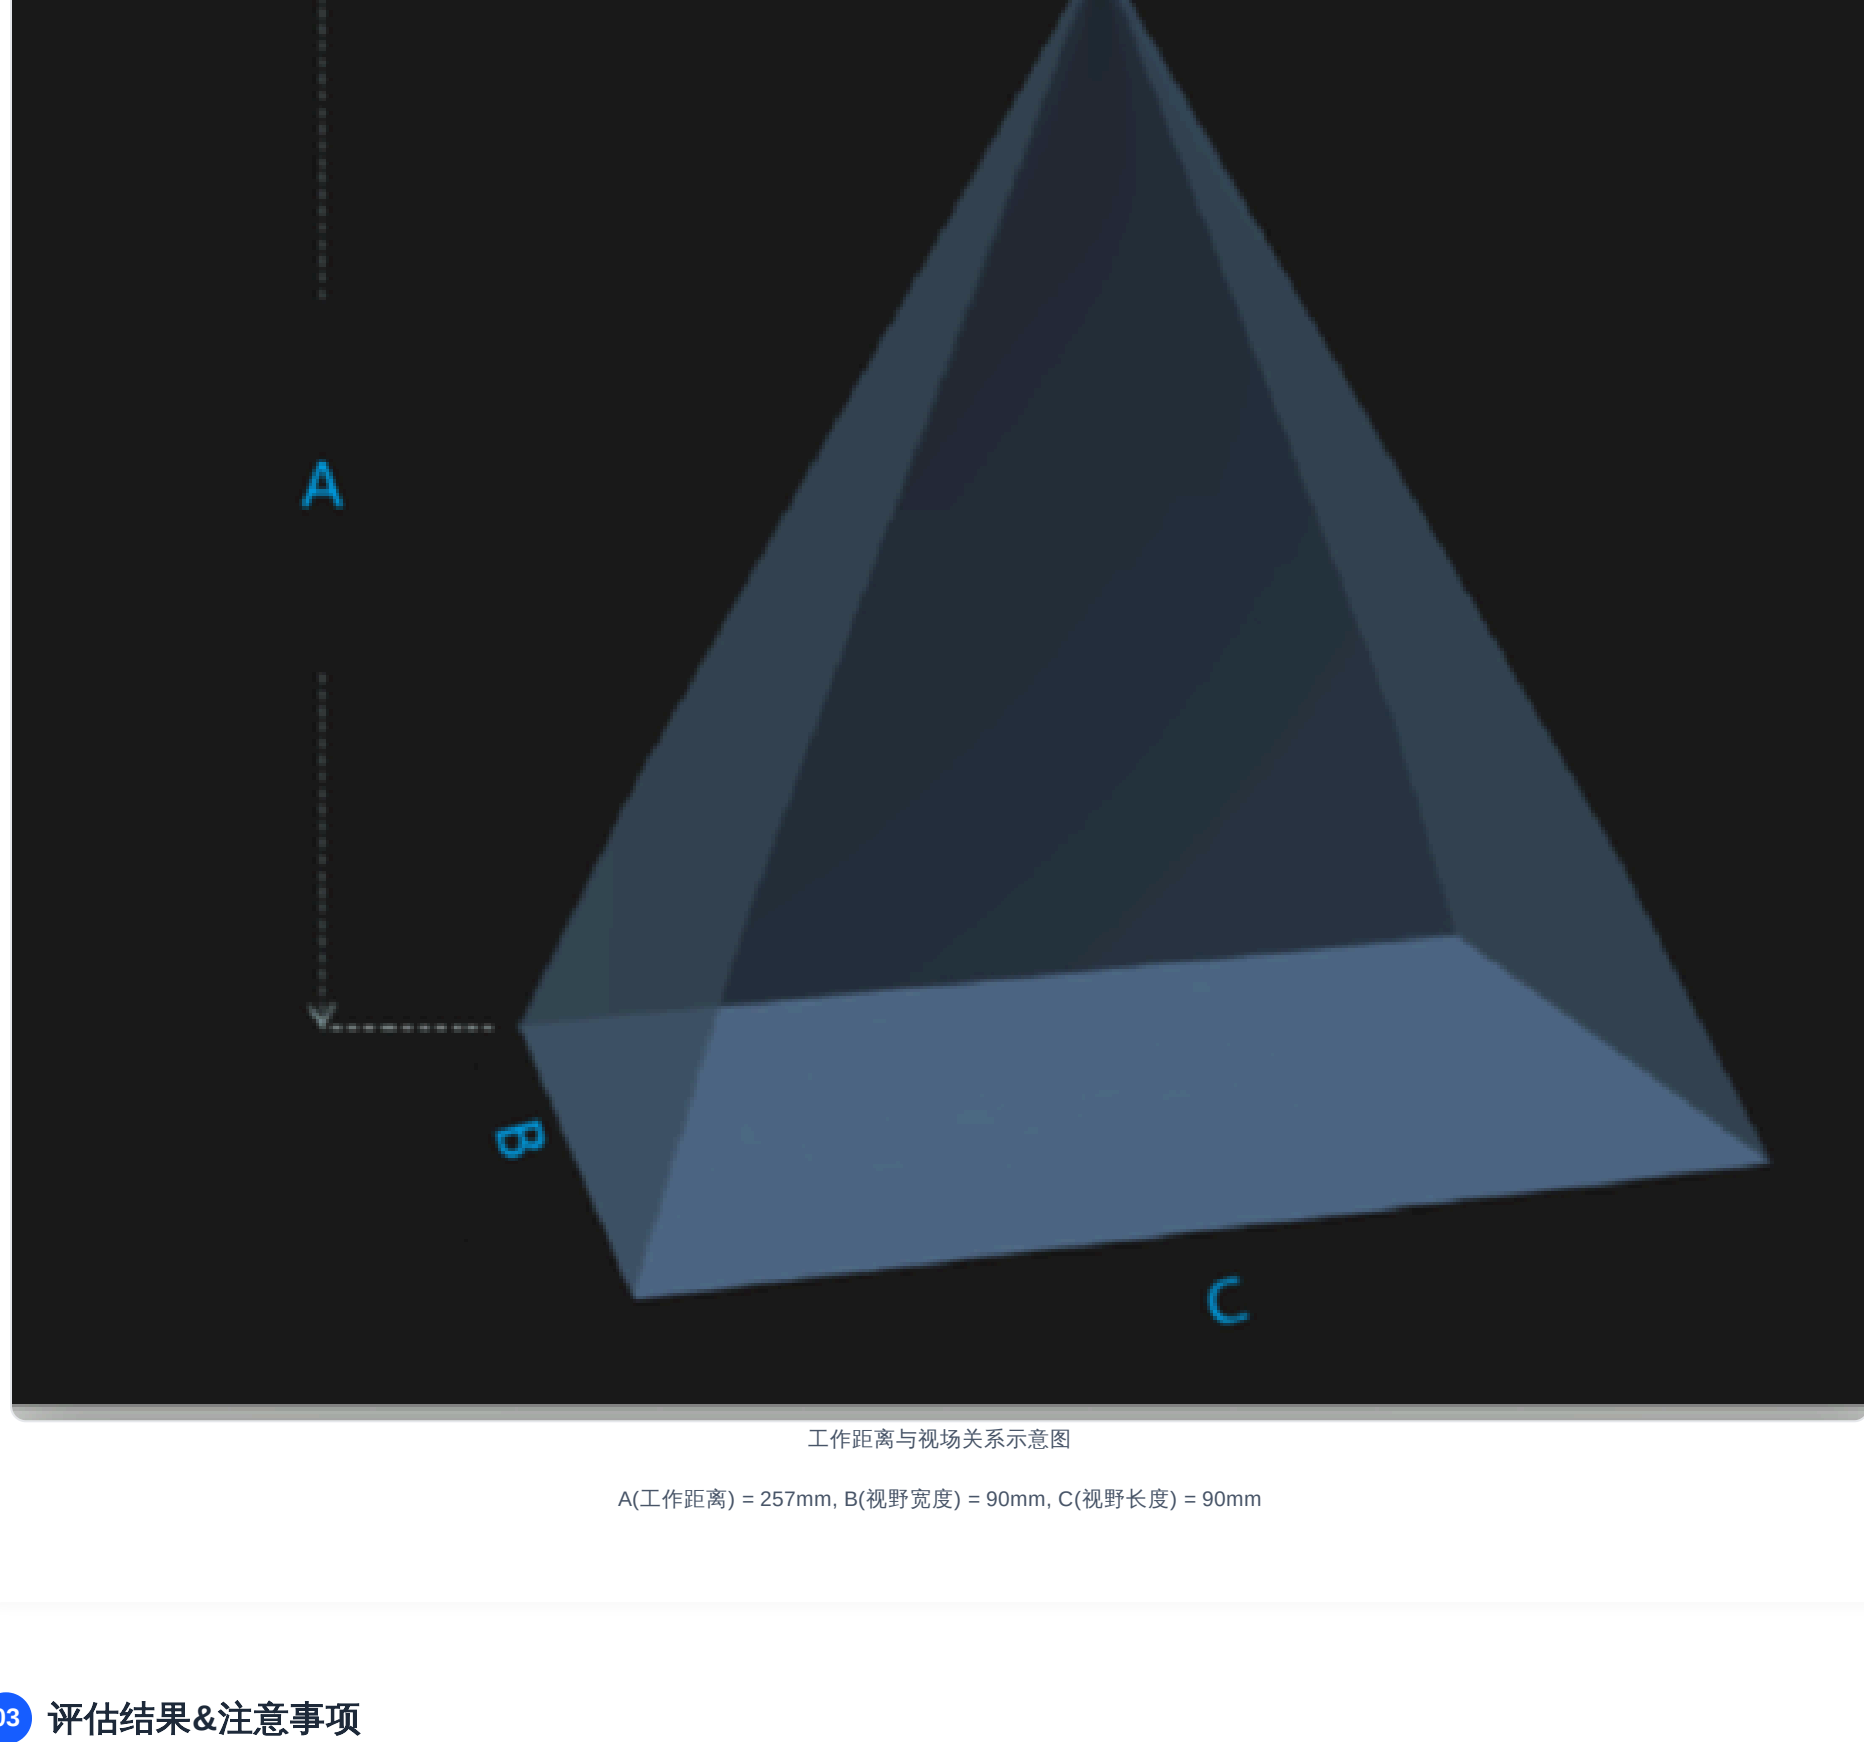 A
B
C
工作距离与视场关系示意图
A(工作距离) = 257mm, B(视野宽度) = 90mm, C(视野长度) = 90mm
03 评估结果&注意事项